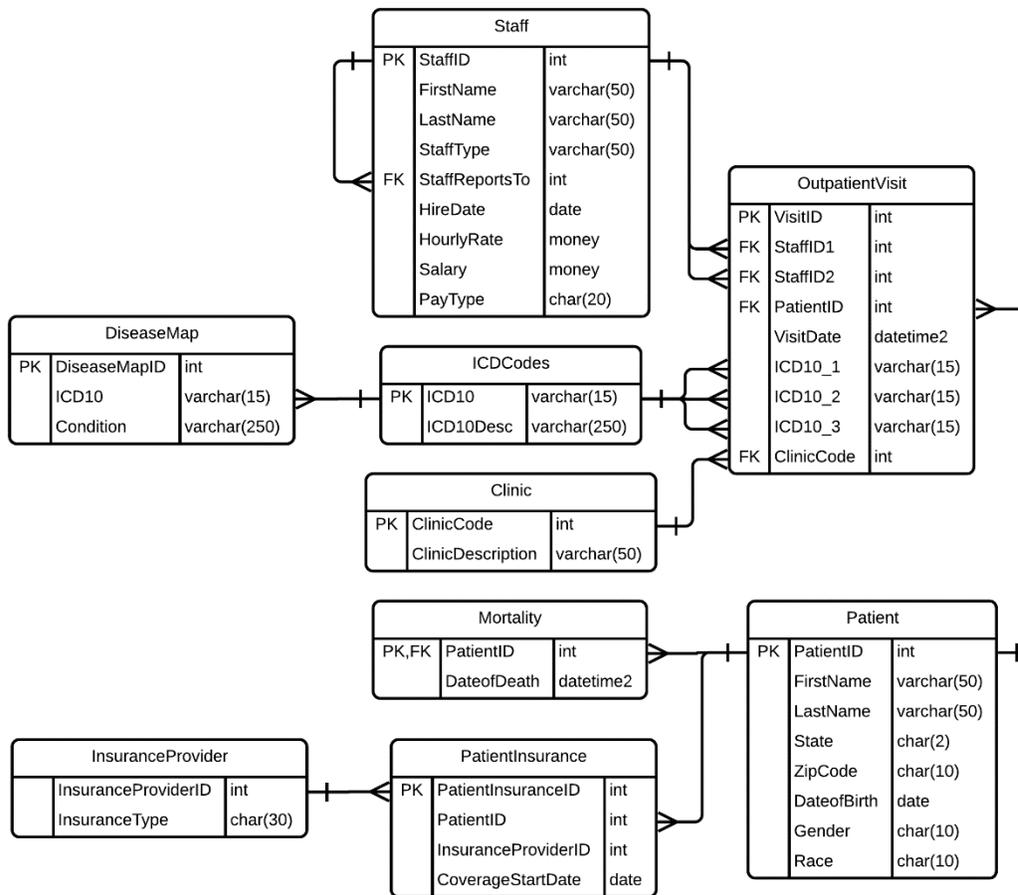 Staff
PK StaffID int
FirstName varchar(50)
LastName varchar(50)
StaffType varchar(50)
FK StaffReportsTo int
HireDate date
HourlyRate money
Salary money
PayType char(20)
OutpatientVisit
PK VisitID int
FK StaffID1 int
FK StaffID2 int
FK PatientID int
VisitDate datetime2
ICD10_1 varchar(15)
ICD10_2 varchar(15)
ICD10_3 varchar(15)
FK ClinicCode int
DiseaseMap
PK DiseaseMapID int
ICD10 varchar(15)
Condition varchar(250)
ICDCodes
PK ICD10 varchar(15)
ICD10Desc varchar(250)
Clinic
PK ClinicCode int
ClinicDescription varchar(50)
Mortality
PK,FK PatientID int
DateofDeath datetime2
Patient
PK PatientID int
FirstName varchar(50)
LastName varchar(50)
State char(2)
ZipCode char(10)
DateofBirth date
Gender char(10)
Race char(10)
InsuranceProvider
InsuranceProviderID int
InsuranceType char(30)
PatientInsurance
PK PatientInsuranceID int
PatientID int
InsuranceProviderID int
CoverageStartDate date